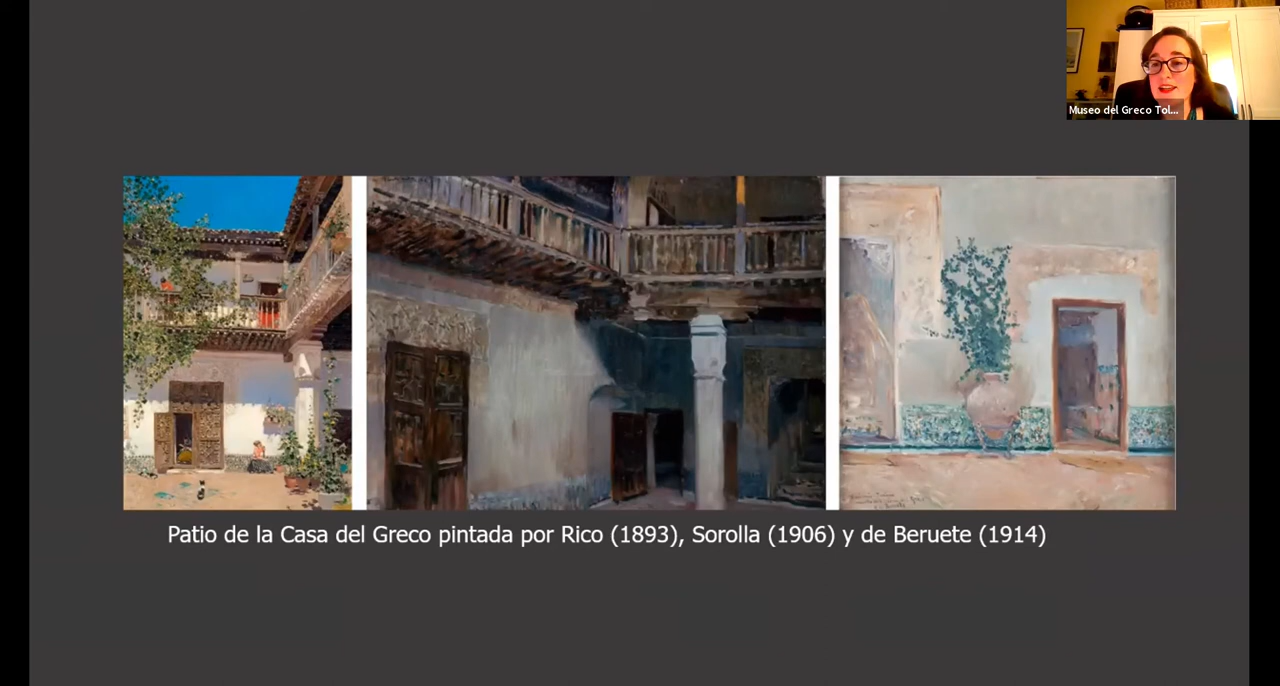 Museo del Greco Tol...
Patio de la Casa del Greco pintada por Rico (1893), Sorolla (1906) y de Beruete (1914)